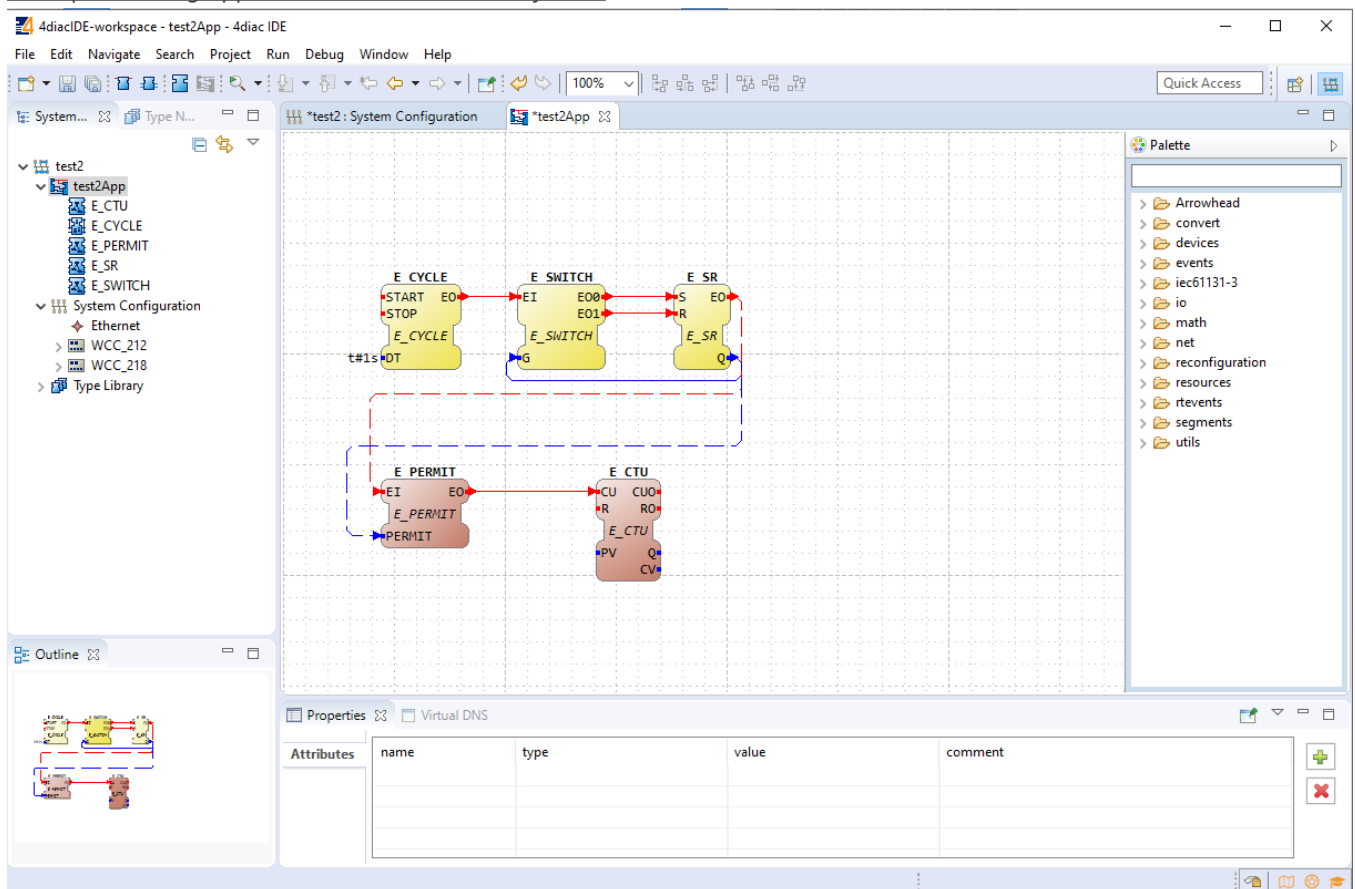 4diacIDE-workspace - test2App - 4diac IDE
File Edit Navigate Search Project Run Debug Window Help
100%
Quick Access
System...
Type N...
*test2 : System Configuration
*test2App
test2
test2App
E_CTU
E_CYCLE
E_PERMIT
E_SR
E_SWITCH
System Configuration
Ethernet
WCC_212
WCC_218
Type Library
E_CYCLE
START EO
STOP
E_CYCLE
t#1s DT
E_SWITCH
EI EO0
EO1
E_SWITCH
G
E_SR
S EO
R
E_SR
Q
E_PERMIT
EI EO
E_PERMIT
PERMIT
E_CTU
CU CUO
R RO
E_CTU
PV Q
CV
Palette
Arrowhead
convert
devices
events
iec61131-3
io
math
net
reconfiguration
resources
rtevents
segments
utils
Outline
Properties
Virtual DNS
Attributes
name type value comment